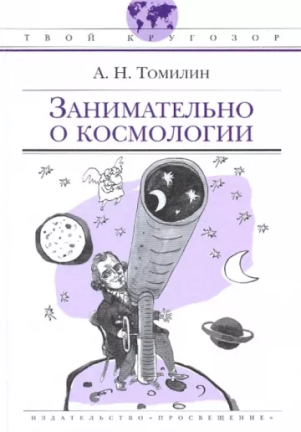 ТВОЙ КРУГОЗОР
А. Н. Томилин
Занимательно
о космологии
ИЗДАТЕЛЬСТВО «ПРОСВЕЩЕНИЕ»